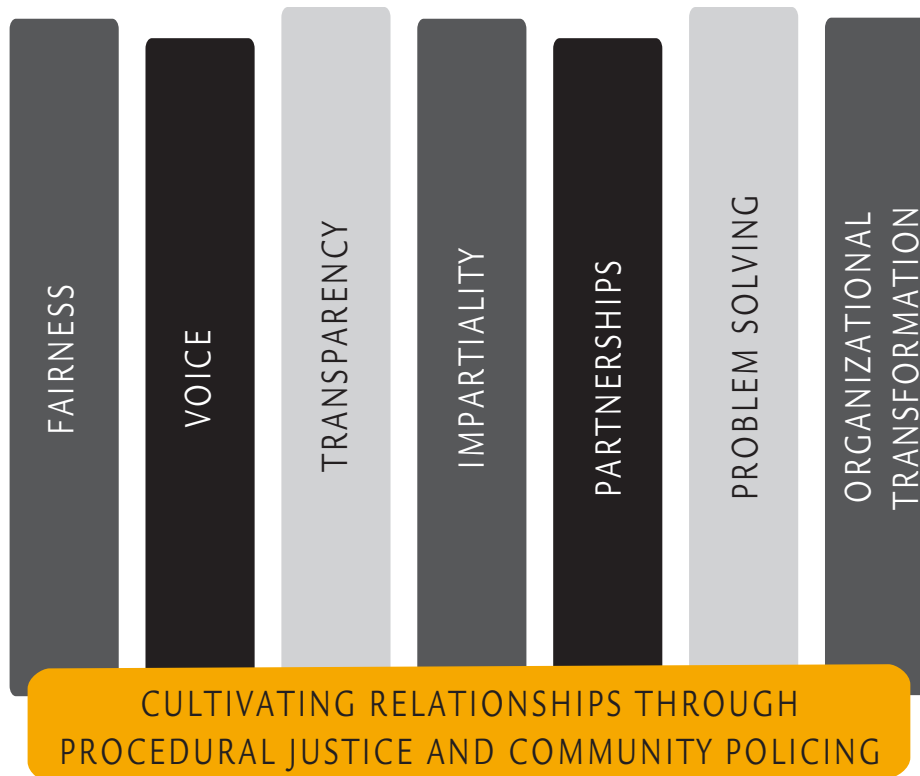 FAIRNESS
VOICE
TRANSPARENCY
IMPARTIALITY
PARTNERSHIPS
PROBLEM SOLVING
ORGANIZATIONAL
TRANSFORMATION
CULTIVATING RELATIONSHIPS THROUGH
PROCEDURAL JUSTICE AND COMMUNITY POLICING